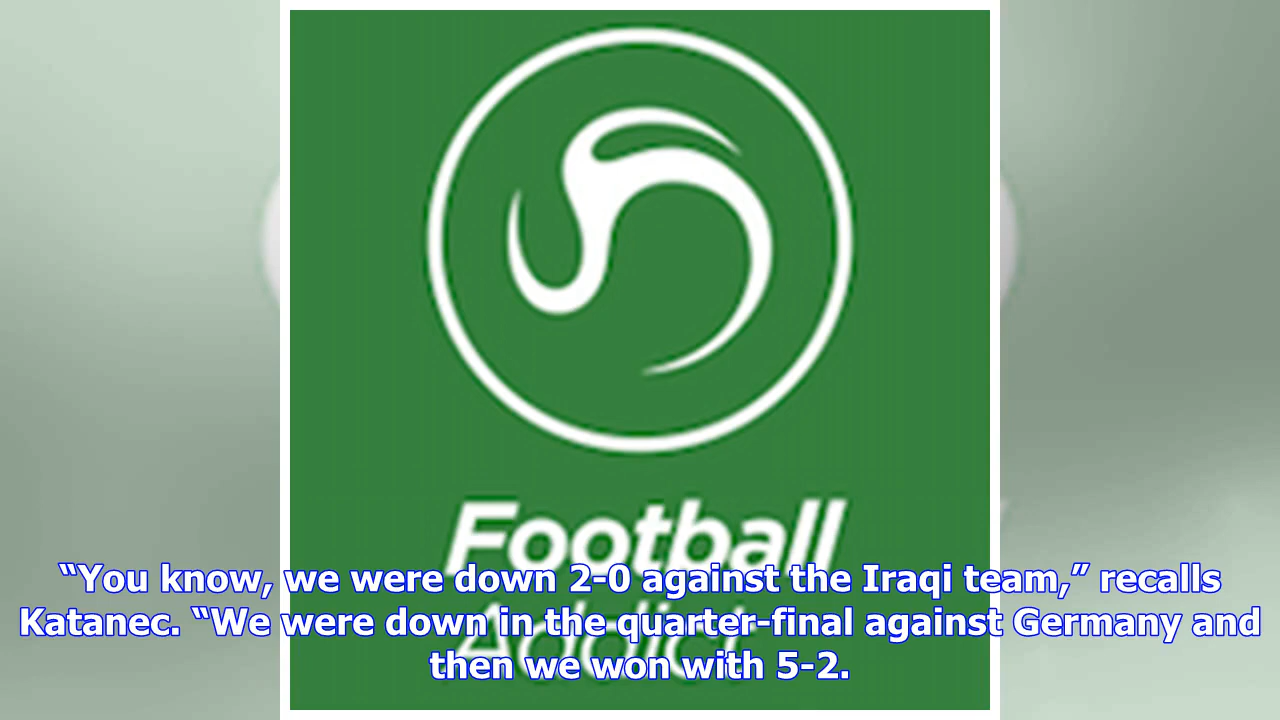 Football
Addict
“You know, we were down 2-0 against the Iraqi team,” recalls
Katanec. “We were down in the quarter-final against Germany and
then we won with 5-2.